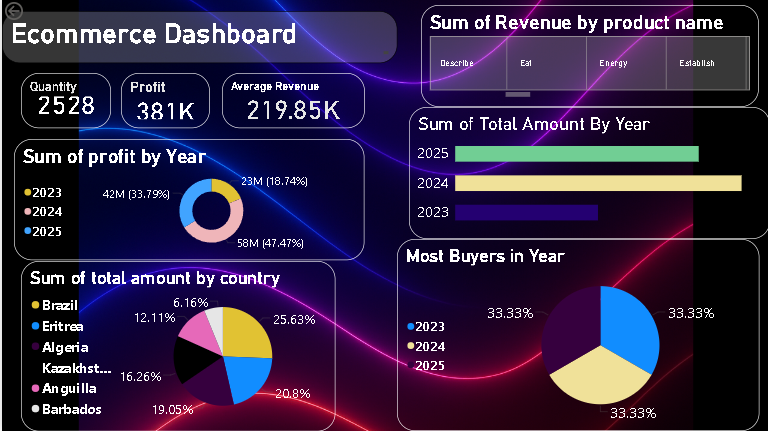 Ecommerce Dashboard
Quantity
2528
Profit
381K
Average Revenue
219.85K
Sum of Revenue by product name
Describe
Eat
Energy
Establish
Sum of profit by Year
2023
2024
2025
23M (18.74%)
42M (33.79%)
58M (47.47%)
Sum of Total Amount By Year
2025
2024
2023
Sum of total amount by country
Brazil
Eritrea
Algeria
Kazakhst...
Anguilla
Barbados
6.16%
12.11%
25.63%
16.26%
20.8%
19.05%
Most Buyers in Year
2023
2024
2025
33.33%
33.33%
33.33%